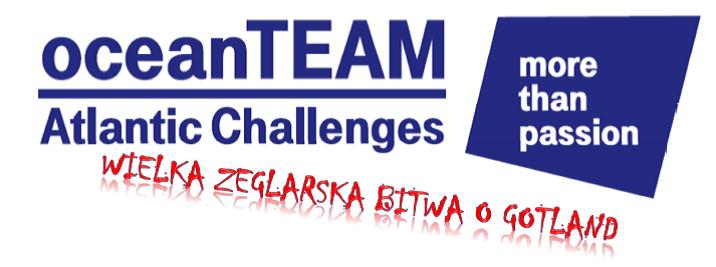 oceanTEAM
Atlantic Challenges
more
than
passion
WIELKA ZEGLARSKA BITWA O GOTLAND